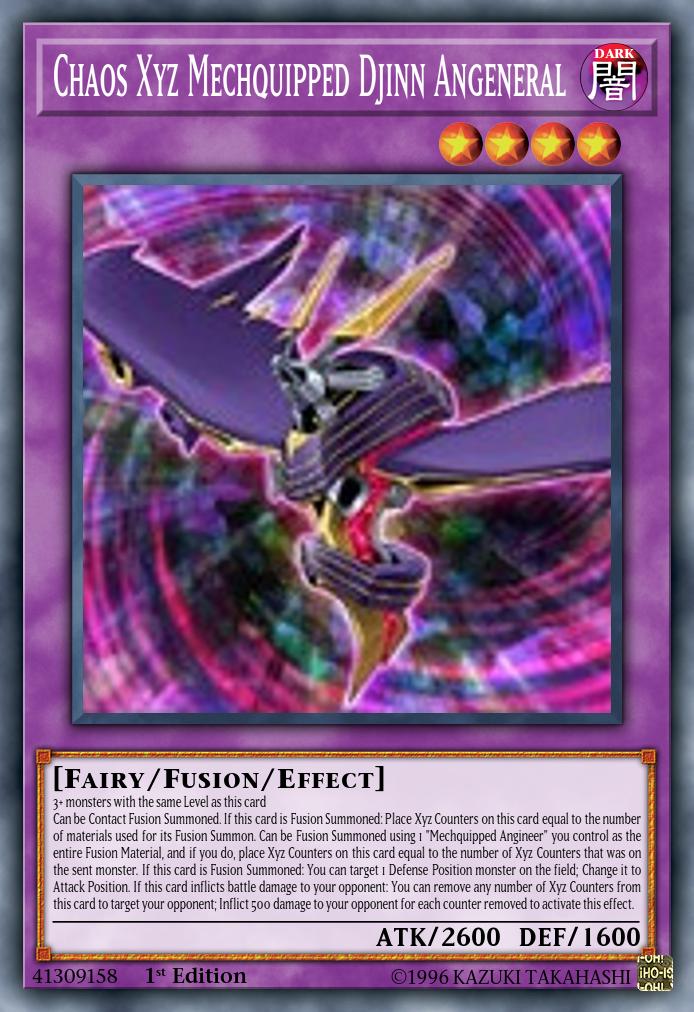 Chaos Xyz Mechquipped Djinn Angeneral
DARK
闇
[Fairy/Fusion/Effect]
3+ monsters with the same Level as this card
Can be Contact Fusion Summoned. If this card is Fusion Summoned: Place Xyz Counters on this card equal to the number
of materials used for its Fusion Summon. Can be Fusion Summoned using 1 "Mechquipped Angineer" you control as the
entire Fusion Material, and if you do, place Xyz Counters on this card equal to the number of Xyz Counters that was on
the sent monster. If this card is Fusion Summoned: You can target 1 Defense Position monster on the field; Change it to
Attack Position. If this card inflicts battle damage to your opponent: You can remove any number of Xyz Counters from
this card to target your opponent; Inflict 500 damage to your opponent for each counter removed to activate this effect.
ATK/2600 DEF/1600
41309158 1st Edition ©1996 KAZUKI TAKAHASHI